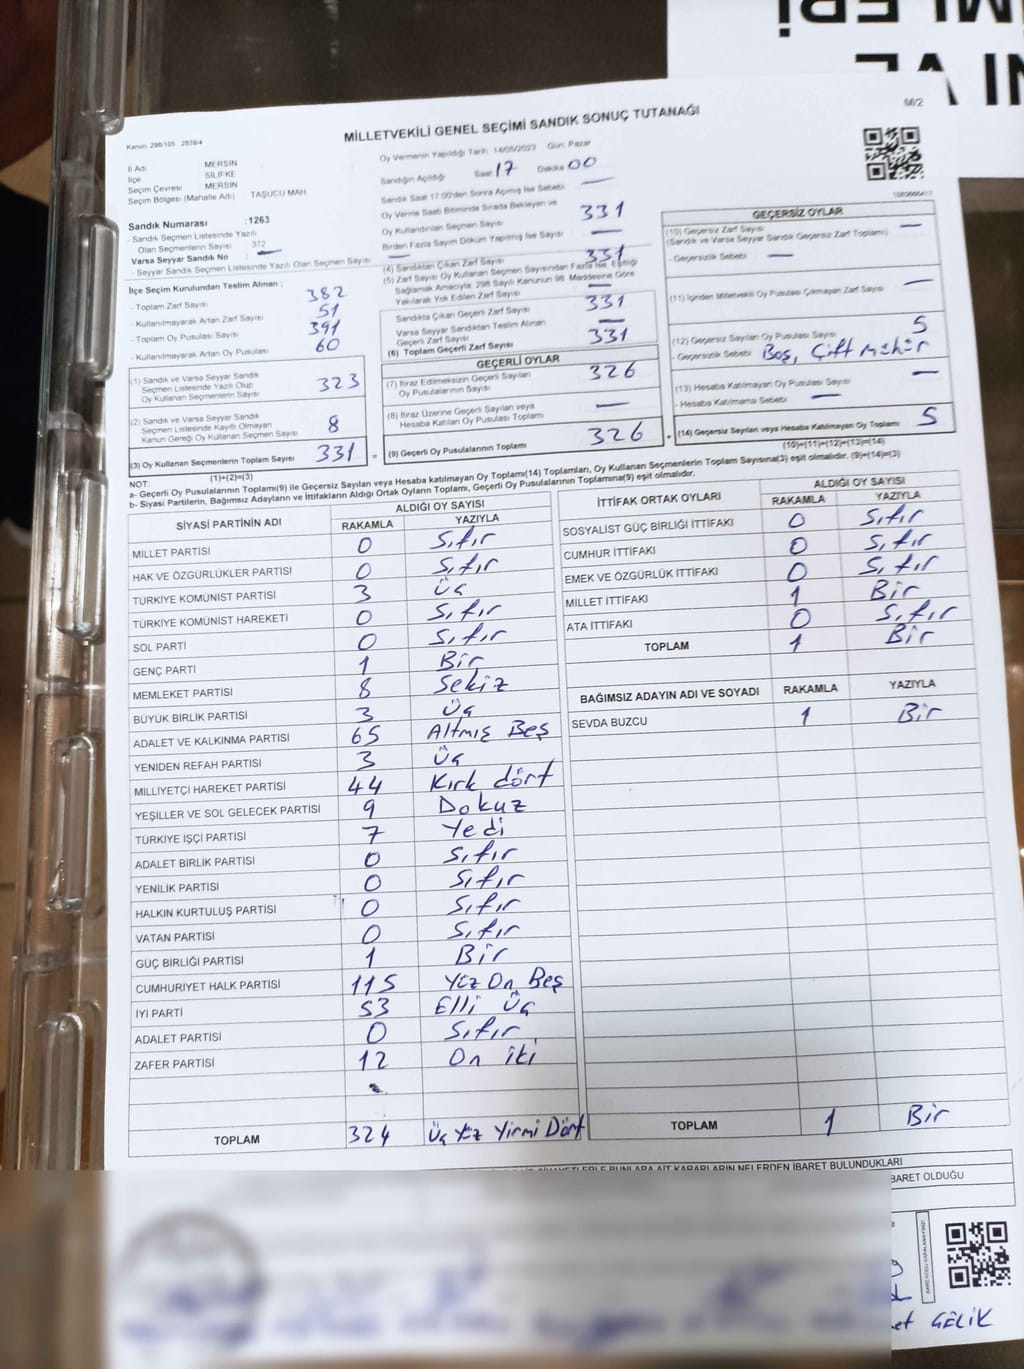 M2
Kanun, 298/105 . 2839/4
MİLLETVEKİLİ GENEL SEÇİMİ SANDIK SONUÇ TUTANAĞI
İl Adı MERSİN
İlçe SİLİFKE
Seçim Çevresi MERSİN
Seçim Bölgesi (Mahalle Adı) TAŞUCU MAH.
Oy Vermenin Yapıldığı Tarih: 14/05/2023 Gün: Pazar
Sandığın Açıldığı Saat 17 Dakika 00
Sandık Saat 17:00'den Sonra Açılmış İse Sebebi —
Oy Verme Saati Bitiminde Sırada Bekleyen ve
Oy Kullandırılan Seçmen Sayısı 331
Birden Fazla Sayım Döküm Yapılmış İse Sayısı —
Sandık Numarası :1263
- Sandık Seçmen Listesinde Yazılı
Olan Seçmenlerin Sayısı 372
Varsa Seyyar Sandık No —
- Seyyar Sandık Seçmen Listesinde Yazılı Olan Seçmen Sayısı —
İlçe Seçim Kurulundan Teslim Alınan ;
- Toplam Zarf Sayısı 382
- Kullanılmayarak Artan Zarf Sayısı 51
- Toplam Oy Pusulası Sayısı 391
- Kullanılmayarak Artan Oy Pusulası 60
(1) Sandık ve Varsa Seyyar Sandık
Seçmen Listesinde Yazılı Olup
Oy Kullanan Seçmen Sayısı 323
(2) Sandık ve Varsa Seyyar Sandık
Seçmen Listesinde Kayıtlı Olmayan
Kanun Gereği Oy Kullanan Seçmen Sayısı 8
(3) Oy Kullanan Seçmenlerin Toplam Sayısı 331
(1)+(2)=(3)
(4) Sandıktan Çıkan Zarf Sayısı 331
(5) Zarf Sayısı Oy Kullanan Seçmen Sayısından Fazla İse, Eşitliği
Sağlamak Amacıyla, 298 Sayılı Kanunun 98. Maddesine Göre
Yakılarak Yok Edilen Zarf Sayısı —
Sandıkta Çıkan Geçerli Zarf Sayısı 331
Varsa Seyyar Sandıktan Teslim Alınan
Geçerli Zarf Sayısı —
(6) Toplam Geçerli Zarf Sayısı 331
GEÇERLİ OYLAR
(7) İtiraz Edilmeksizin Geçerli Sayılan
Oy Pusulalarının Sayısı 326
(8) İtiraz Üzerine Geçerli Sayılan veya
Hesaba Katılan Oy Pusulası Toplamı —
(9) Geçerli Oy Pusulalarının Toplamı 326
GEÇERSİZ OYLAR
(10) Geçersiz Zarf Sayısı
(Sandık ve Varsa Seyyar Sandık Geçersiz Zarf Toplamı) —
- Geçersizlik Sebebi —
(11) İçinden Milletvekili Oy Pusulası Çıkmayan Zarf Sayısı —
(12) Geçersiz Sayılan Oy Pusulası Sayısı 5
- Geçersizlik Sebebi Boş, Çift mühür
(13) Hesaba Katılmayan Oy Pusulası Sayısı —
- Hesaba Katılmama Sebebi —
(14) Geçersiz Sayılan veya Hesaba Katılmayan Oy Toplamı 5
(10)+(11)+(12)+(13)=(14)
NOT:
a- Geçerli Oy Pusulalarının Toplamı(9) ile Geçersiz Sayılan veya Hesaba katılmayan Oy Toplamı(14) Toplamları, Oy Kullanan Seçmenlerin Toplam Sayısına(3) eşit olmalıdır. (9)+(14)=(3)
b- Siyasi Partilerin, Bağımsız Adayların ve İttifakların Aldığı Ortak Oyların Toplamı, Geçerli Oy Pusulalarının Toplamına(9) eşit olmalıdır.
SİYASİ PARTİNİN ADI ALDIĞI OY SAYISI
RAKAMLA YAZIYLA
MİLLET PARTİSİ 0 Sıfır
HAK VE ÖZGÜRLÜKLER PARTİSİ 0 Sıfır
TÜRKİYE KOMÜNİST PARTİSİ 3 Üç
TÜRKİYE KOMÜNİST HAREKETİ 0 Sıfır
SOL PARTİ 0 Sıfır
GENÇ PARTİ 1 Bir
MEMLEKET PARTİSİ 8 Sekiz
BÜYÜK BİRLİK PARTİSİ 3 Üç
ADALET VE KALKINMA PARTİSİ 65 Altmış Beş
YENİDEN REFAH PARTİSİ 3 Üç
MİLLİYETÇİ HAREKET PARTİSİ 44 Kırk dört
YEŞİLLER VE SOL GELECEK PARTİSİ 9 Dokuz
TÜRKİYE İŞÇİ PARTİSİ 7 Yedi
ADALET BİRLİK PARTİSİ 0 Sıfır
YENİLİK PARTİSİ 0 Sıfır
HALKIN KURTULUŞ PARTİSİ 0 Sıfır
VATAN PARTİSİ 0 Sıfır
GÜÇ BİRLİĞİ PARTİSİ 1 Bir
CUMHURİYET HALK PARTİSİ 115 Yüz On Beş
İYİ PARTİ 53 Elli Üç
ADALET PARTİSİ 0 Sıfır
ZAFER PARTİSİ 12 On iki
TOPLAM 324 Üç Yüz Yirmi Dört
İTTİFAK ORTAK OYLARI ALDIĞI OY SAYISI
RAKAMLA YAZIYLA
SOSYALİST GÜÇ BİRLİĞİ İTTİFAKI 0 Sıfır
CUMHUR İTTİFAKI 0 Sıfır
EMEK VE ÖZGÜRLÜK İTTİFAKI 0 Sıfır
MİLLET İTTİFAKI 1 Bir
ATA İTTİFAKI 0 Sıfır
TOPLAM 1 Bir
BAĞIMSIZ ADAYIN ADI VE SOYADI RAKAMLA YAZIYLA
SEVDA BUZCU 1 Bir
TOPLAM 1 Bir
KARARLARIN NELERDEN İBARET BULUNDUKLARI
BARET OLDUĞU
et GELİK